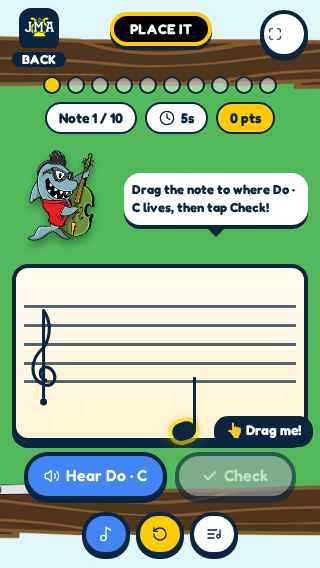 JMA
BACK
PLACE IT
Note 1 / 10
5s
0 pts
Drag the note to where Do ·
C lives, then tap Check!
👆 Drag me!
Hear Do · C
Check